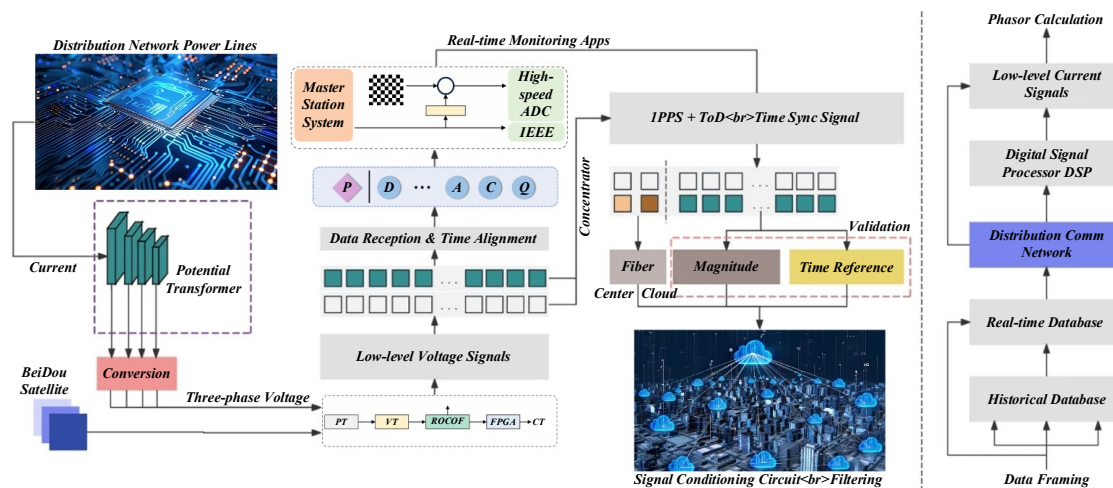 Distribution Network Power Lines
Current
Potential
Transformer
Conversion
BeiDou
Satellite
Three-phase Voltage
Real-time Monitoring Apps
Master
Station
System
High-
speed
ADC
IEEE
P D ... A C Q
Data Reception & Time Alignment
...
...
Low-level Voltage Signals
PT VT ROCOF FPGA CT
Concentrator
1PPS + ToD<br>Time Sync Signal
...
...
Validation
Fiber
Magnitude
Time Reference
Center Cloud
Signal Conditioning Circuit<br>Filtering
Phasor Calculation
Low-level Current
Signals
Digital Signal
Processor DSP
Distribution Comm
Network
Real-time Database
Historical Database
Data Framing